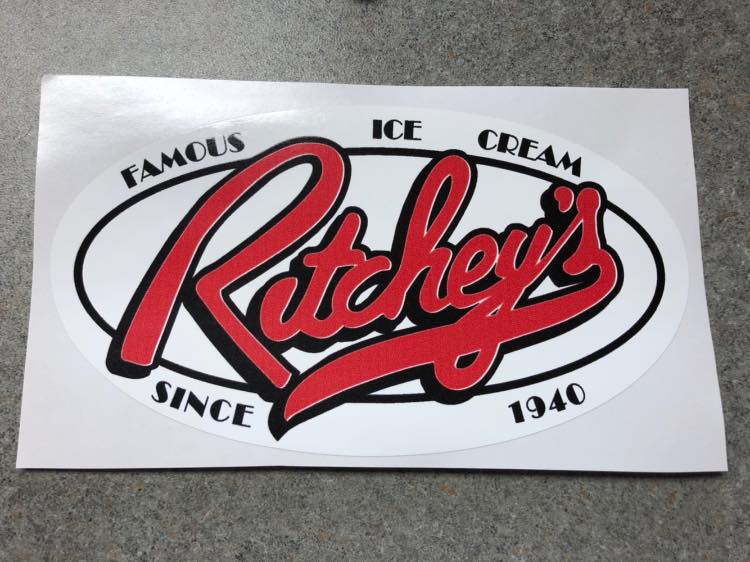 FAMOUS ICE CREAM
Ritchey's
SINCE 1940